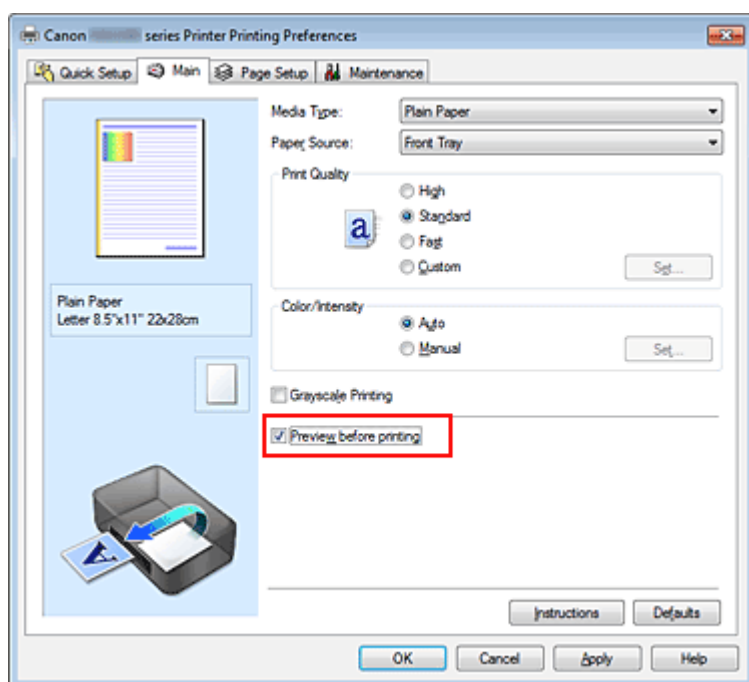 Canon series Printer Printing Preferences
Quick Setup Main Page Setup Maintenance
Media Type: Plain Paper
Paper Source: Front Tray
Print Quality
High
a Standard
Fast
Custom Set...
Plain Paper
Letter 8.5"x11" 22x28cm
Color/Intensity
Auto
Manual Set...
Grayscale Printing
Preview before printing
A
Instructions Defaults
OK Cancel Apply Help